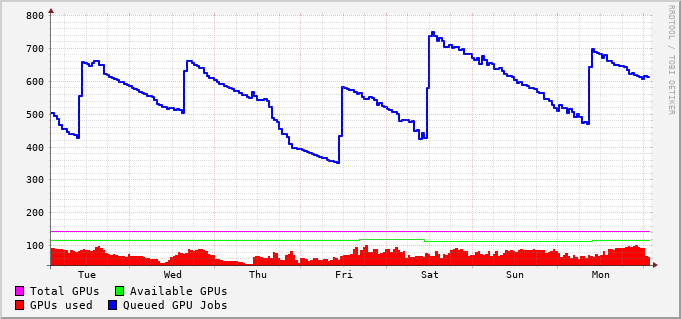 800
700
600
500
400
300
200
100
Tue Wed Thu Fri Sat Sun Mon
Total GPUs Available GPUs
GPUs used Queued GPU Jobs
RRDTOOL / TOBI OETIKER